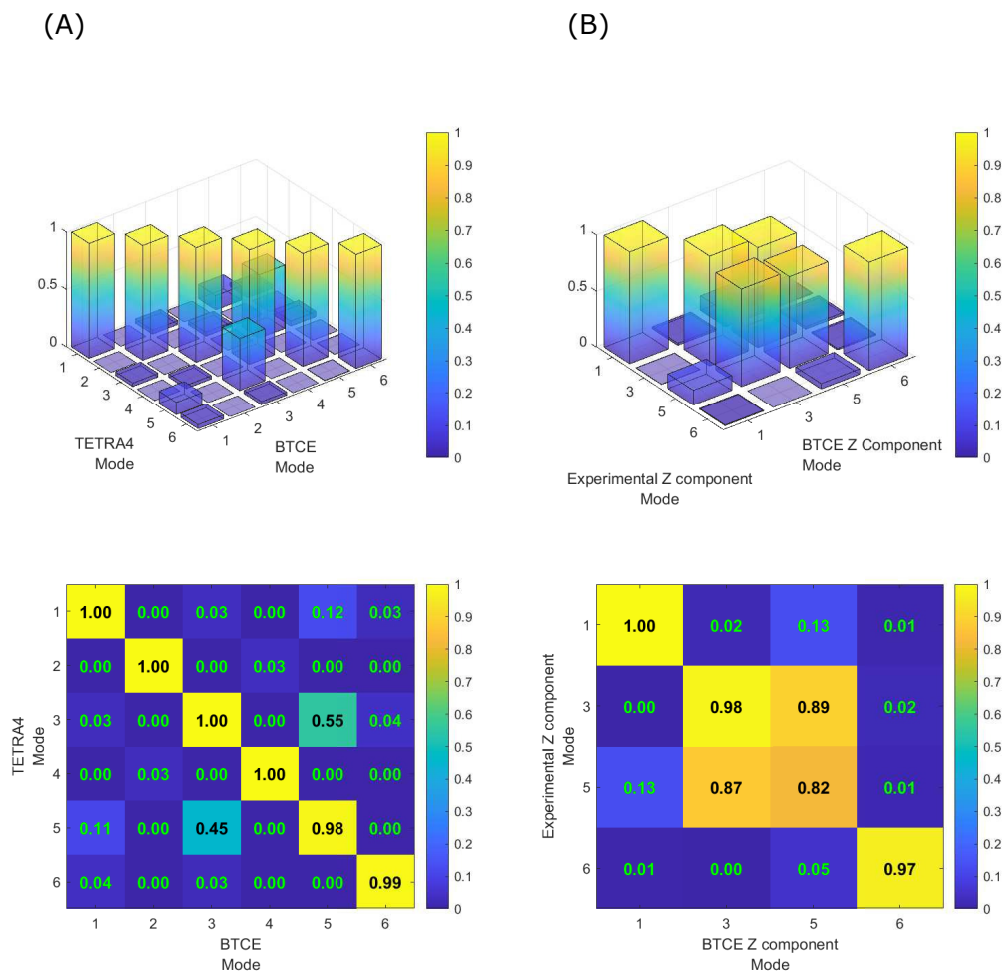 (A)
(B)
1
0.9
0.8
0.7
0.6
0.5
0.4
0.3
0.2
0.1
0
1
0.5
0
1
2
3
4
5
6
TETRA4
Mode
1
2
3
4
5
6
BTCE
Mode
1
0.9
0.8
0.7
0.6
0.5
0.4
0.3
0.2
0.1
0
1
0.5
0
1
3
5
6
Experimental Z component
Mode
1
3
5
6
BTCE Z Component
Mode
TETRA4
Mode
1 1.00 0.00 0.03 0.00 0.12 0.03
2 0.00 1.00 0.00 0.03 0.00 0.00
3 0.03 0.00 1.00 0.00 0.55 0.04
4 0.00 0.03 0.00 1.00 0.00 0.00
5 0.11 0.00 0.45 0.00 0.98 0.00
6 0.04 0.00 0.03 0.00 0.00 0.99
1 2 3 4 5 6
BTCE
Mode
1
0.9
0.8
0.7
0.6
0.5
0.4
0.3
0.2
0.1
0
Experimental Z component
Mode
1 1.00 0.02 0.13 0.01
3 0.00 0.98 0.89 0.02
5 0.13 0.87 0.82 0.01
6 0.01 0.00 0.05 0.97
1 3 5 6
BTCE Z component
Mode
1
0.9
0.8
0.7
0.6
0.5
0.4
0.3
0.2
0.1
0